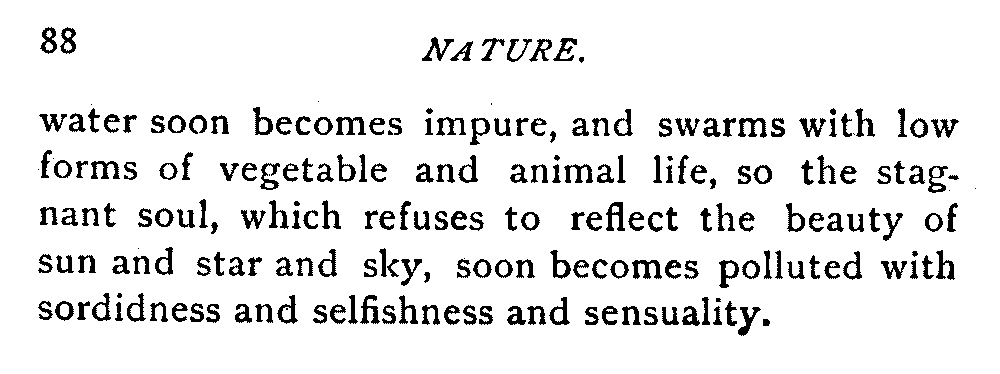 88
NATURE.
water soon becomes impure, and swarms with low
forms of vegetable and animal life, so the stag-
nant soul, which refuses to reflect the beauty of
sun and star and sky, soon becomes polluted with
sordidness and selfishness and sensuality.